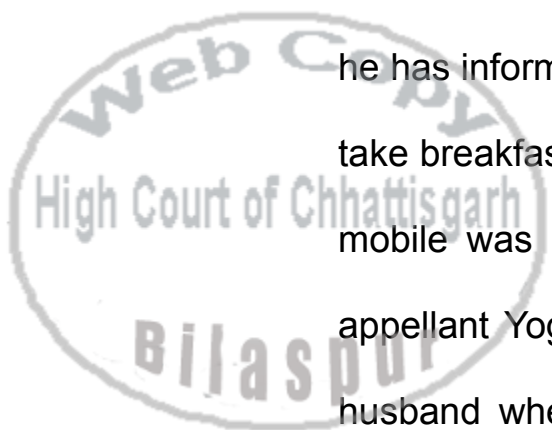 Web Copy
High Court of Chhattisgarh
Bilaspur
he has inform
take breakfas
mobile was
appellant Yog
husband whe